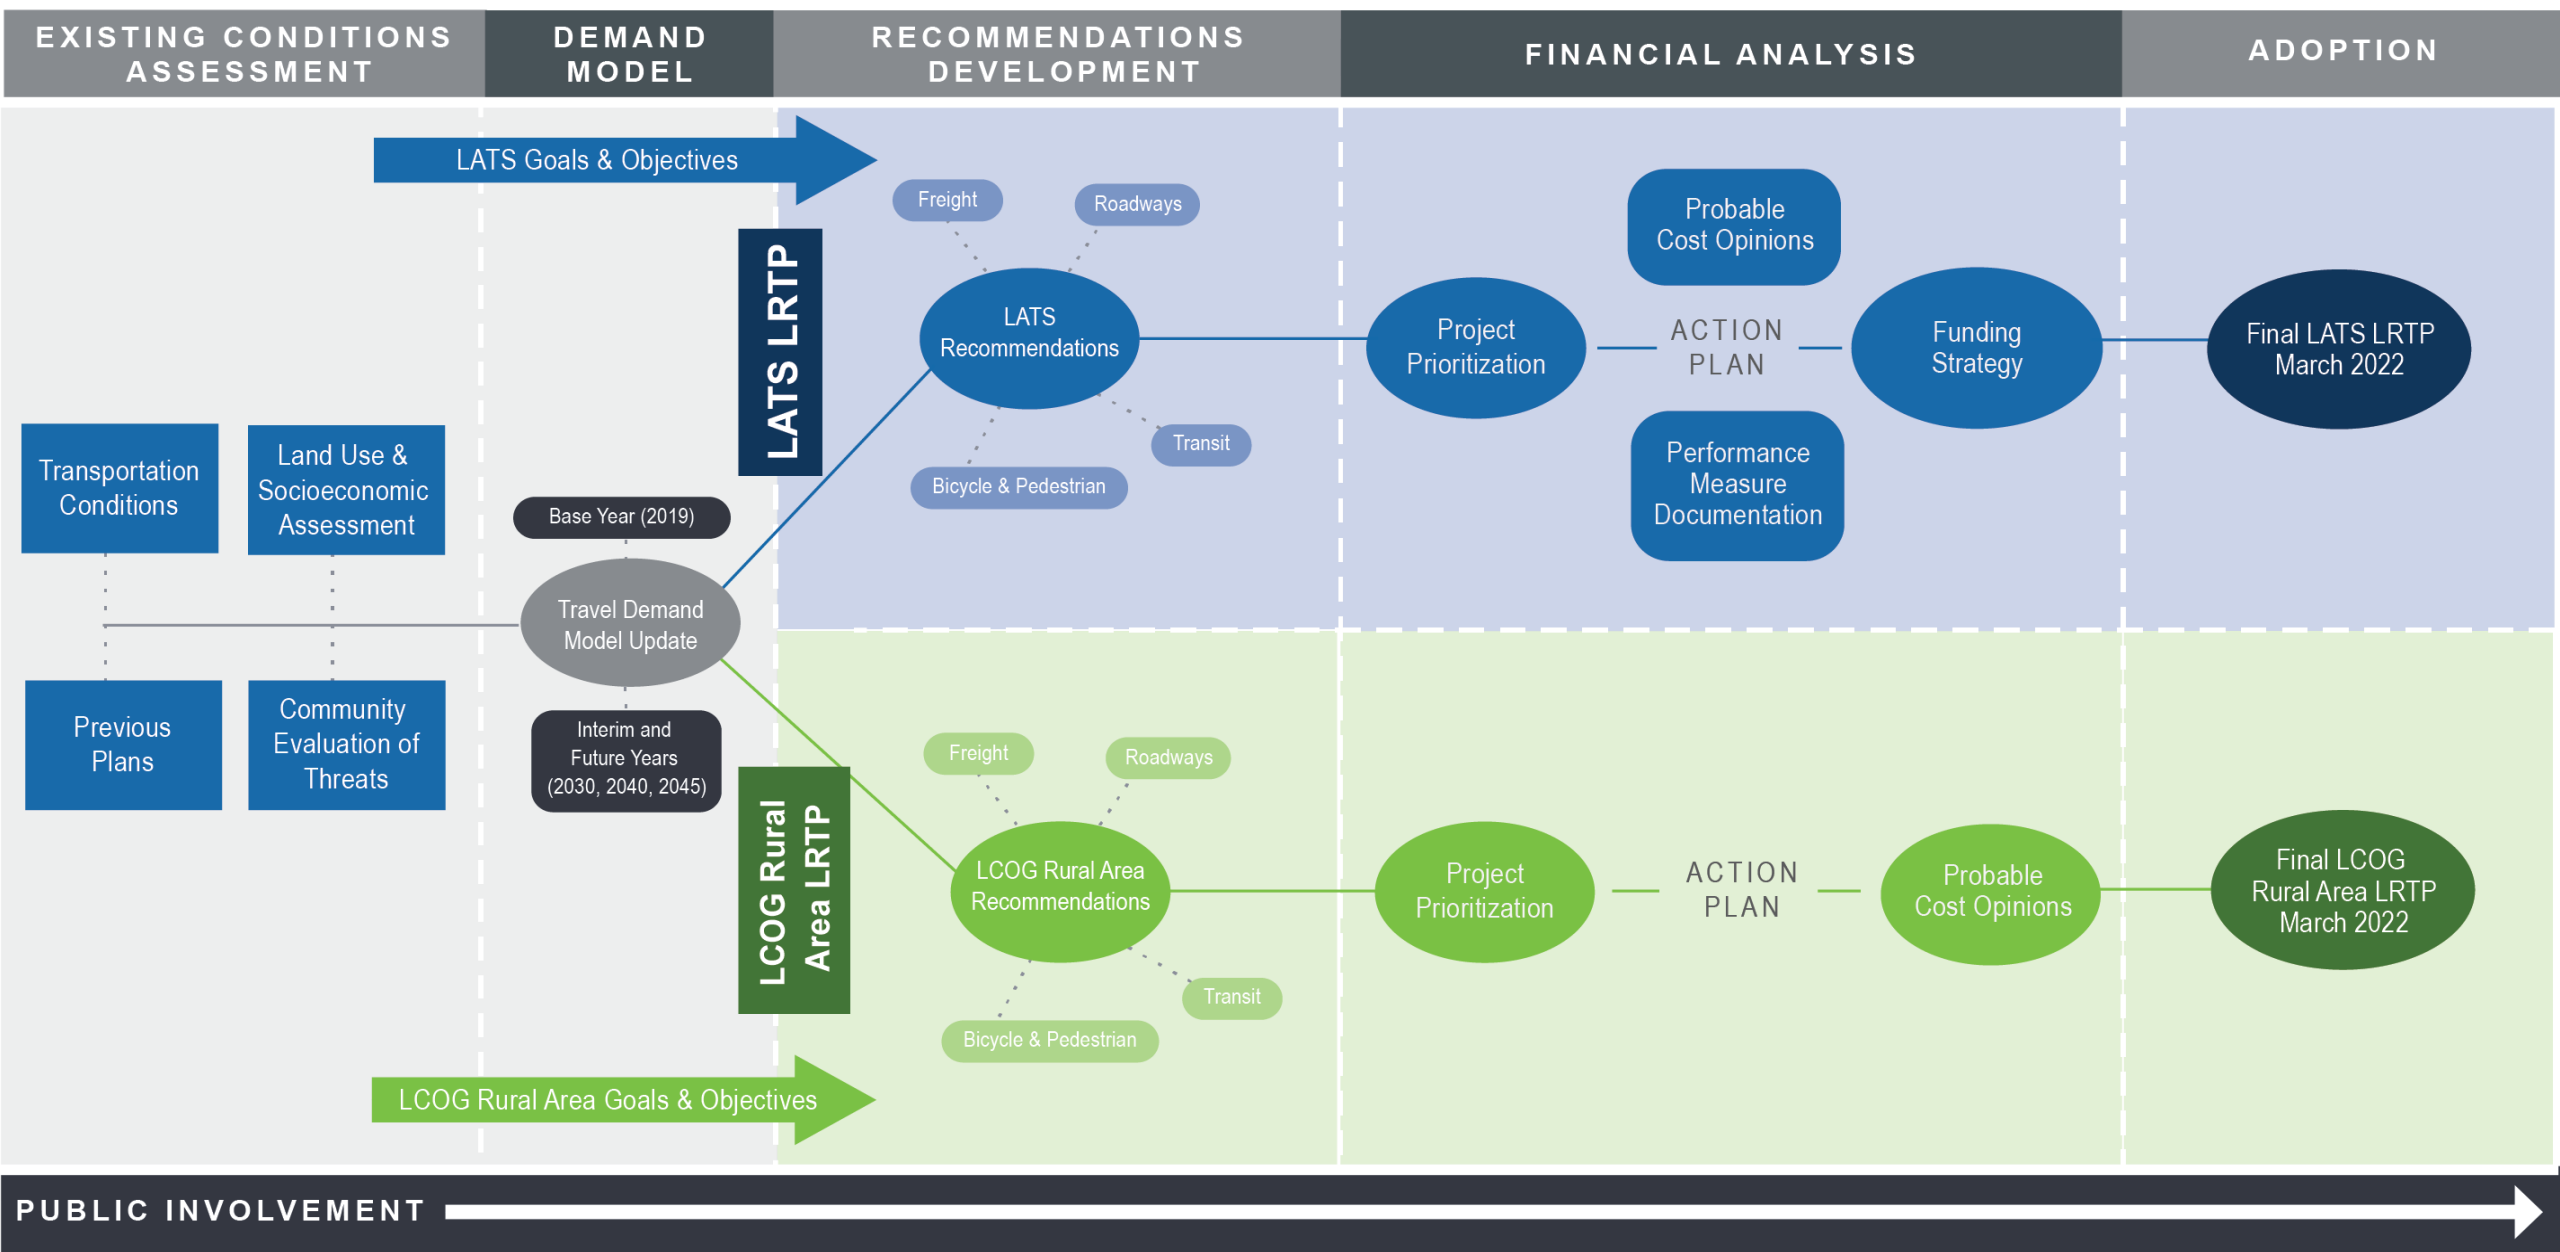 EXISTING CONDITIONS
ASSESSMENT
DEMAND
MODEL
RECOMMENDATIONS
DEVELOPMENT
FINANCIAL ANALYSIS
ADOPTION
LATS Goals & Objectives
LATS LRTP
Freight
Roadways
LATS
Recommendations
Transit
Bicycle & Pedestrian
Project
Prioritization
ACTION
PLAN
Probable
Cost Opinions
Performance
Measure
Documentation
Funding
Strategy
Final LATS LRTP
March 2022
Transportation
Conditions
Land Use &
Socioeconomic
Assessment
Previous
Plans
Community
Evaluation of
Threats
Base Year (2019)
Travel Demand
Model Update
Interim and
Future Years
(2030, 2040, 2045)
LCOG Rural
Area LRTP
Freight
Roadways
LCOG Rural Area
Recommendations
Transit
Bicycle & Pedestrian
Project
Prioritization
ACTION
PLAN
Probable
Cost Opinions
Final LCOG
Rural Area LRTP
March 2022
LCOG Rural Area Goals & Objectives
PUBLIC INVOLVEMENT